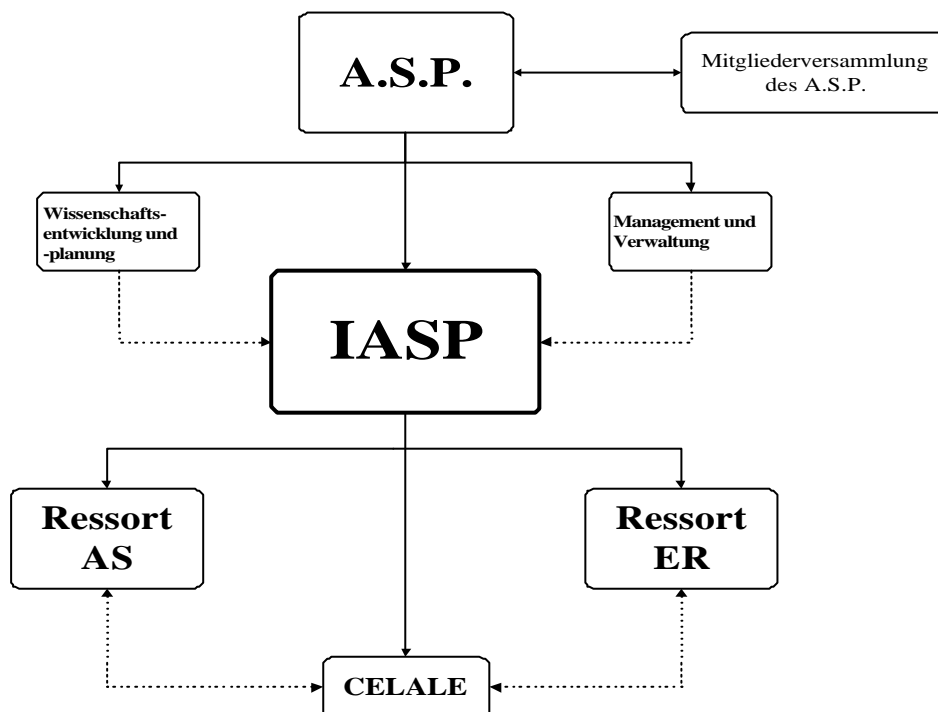 A.S.P.
Mitgliederversammlung
des A.S.P.
Wissenschafts-
entwicklung und
-planung
Management und
Verwaltung
IASP
Ressort
AS
Ressort
ER
CELALE